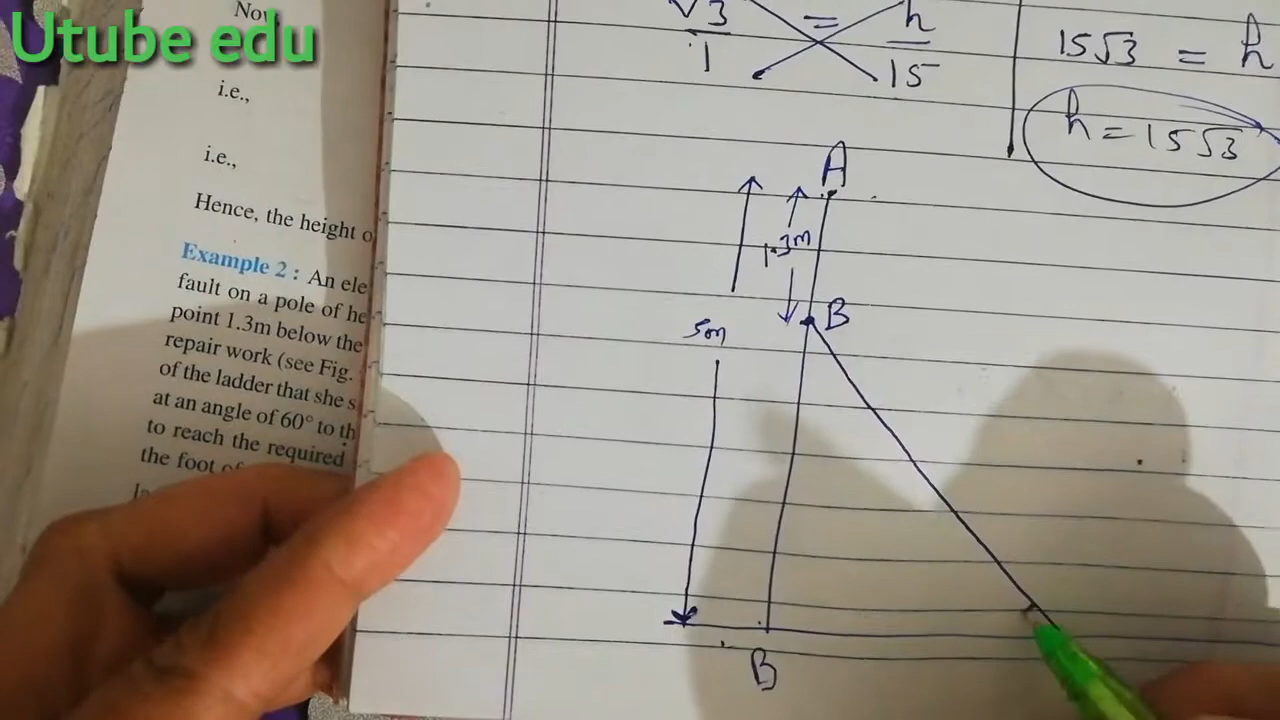 Utube edu
Now
i.e.,
i.e.,
Hence, the height o
Example 2 : An ele
fault on a pole of he
point 1.3m below the
repair work (see Fig.
of the ladder that she s
at an angle of 60° to th
to reach the required
the foot of
√3/1 = h/15
15√3 = h
h = 15√3
A
1.3m
B
5m
B